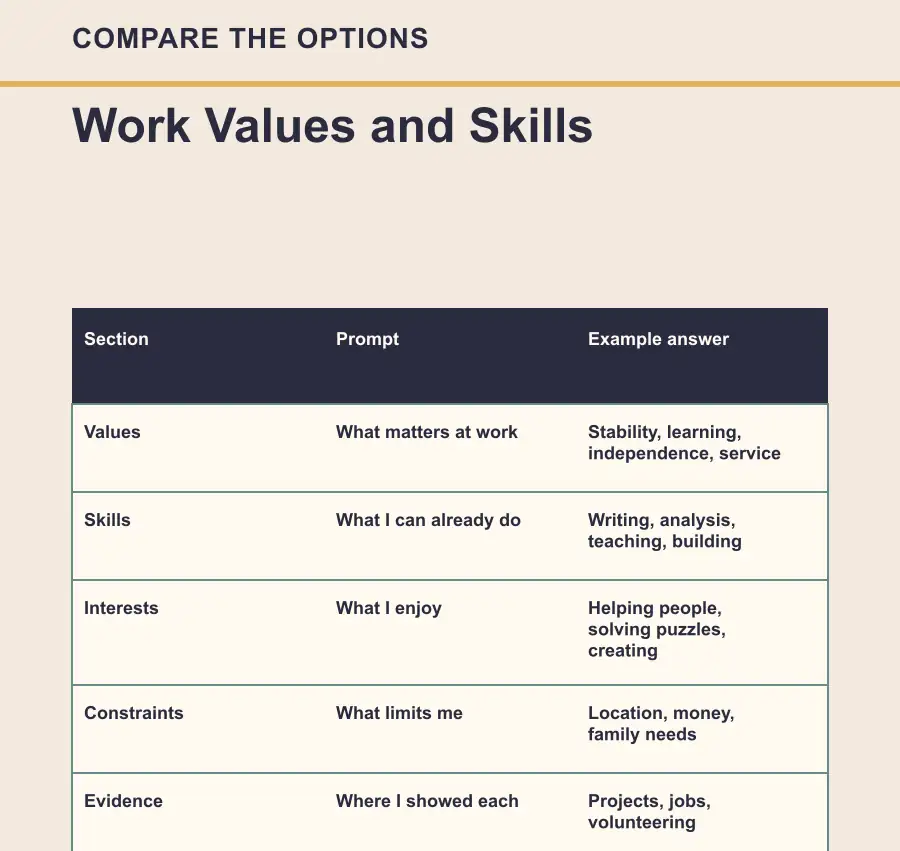 COMPARE THE OPTIONS
Work Values and Skills
Section Prompt Example answer
Values What matters at work Stability, learning,
independence, service
Skills What I can already do Writing, analysis,
teaching, building
Interests What I enjoy Helping people,
solving puzzles,
creating
Constraints What limits me Location, money,
family needs
Evidence Where I showed each Projects, jobs,
volunteering